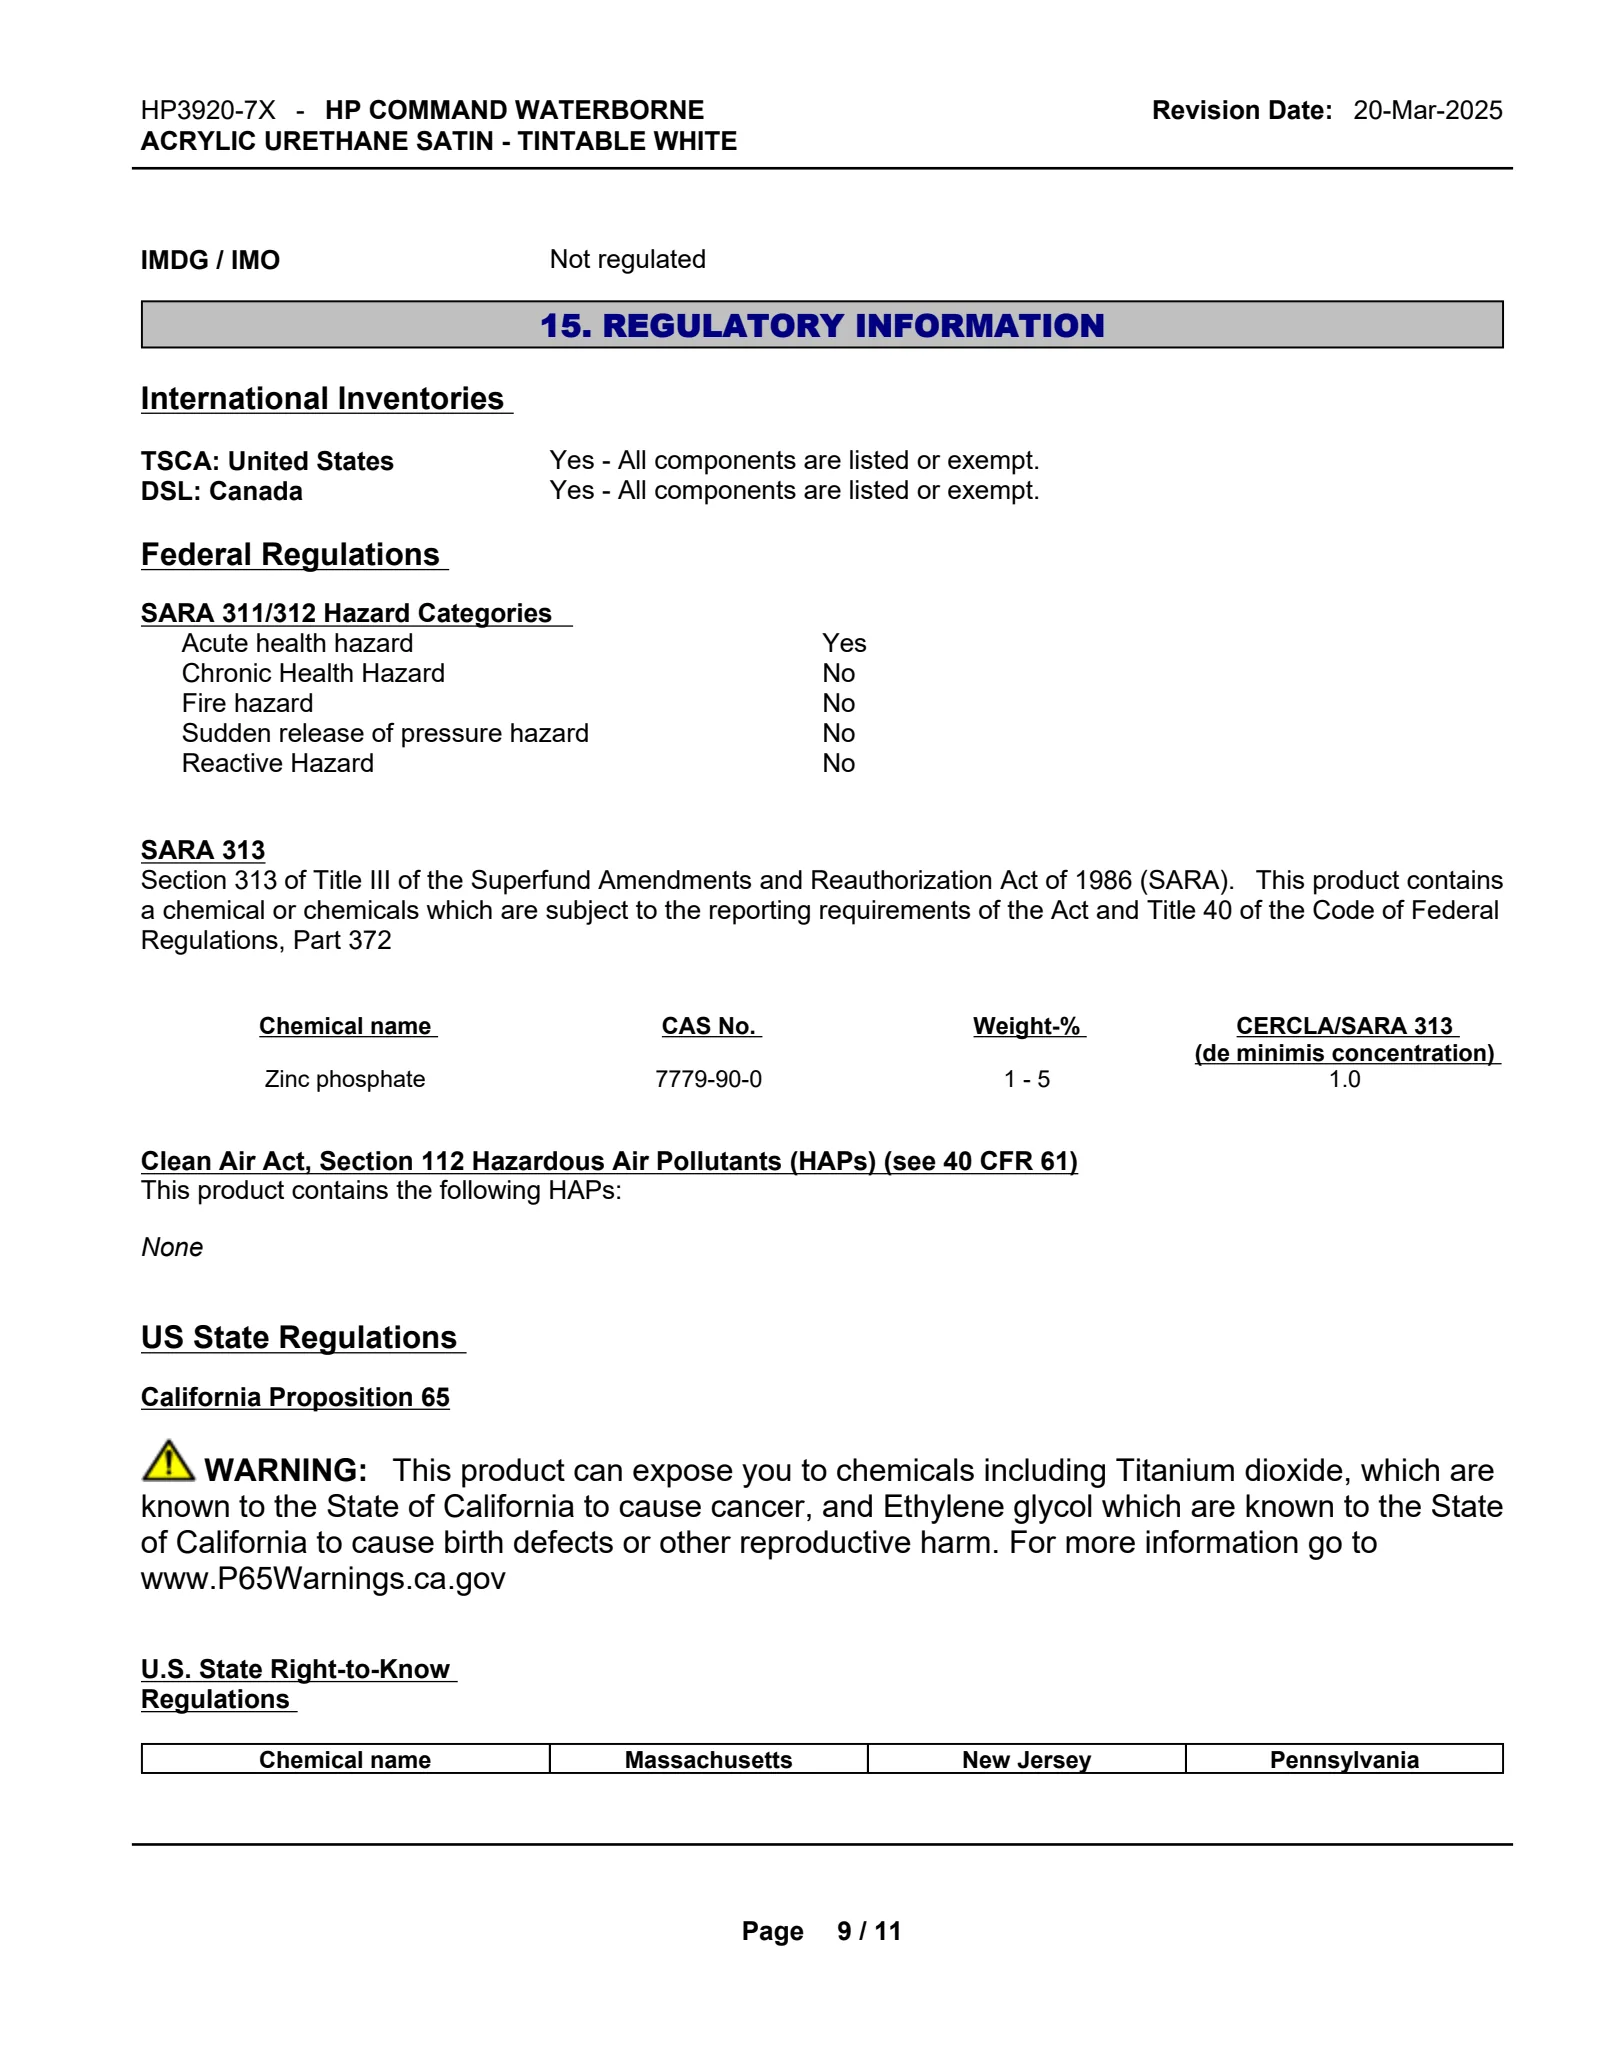 HP3920-7X - HP COMMAND WATERBORNE Revision Date: 20-Mar-2025
ACRYLIC URETHANE SATIN - TINTABLE WHITE
IMDG / IMO Not regulated
15. REGULATORY INFORMATION
International Inventories
TSCA: United States Yes - All components are listed or exempt.
DSL: Canada Yes - All components are listed or exempt.
Federal Regulations
SARA 311/312 Hazard Categories
Acute health hazard Yes
Chronic Health Hazard No
Fire hazard No
Sudden release of pressure hazard No
Reactive Hazard No
SARA 313
Section 313 of Title III of the Superfund Amendments and Reauthorization Act of 1986 (SARA). This product contains
a chemical or chemicals which are subject to the reporting requirements of the Act and Title 40 of the Code of Federal
Regulations, Part 372
Chemical name CAS No. Weight-% CERCLA/SARA 313
(de minimis concentration)
Zinc phosphate 7779-90-0 1 - 5 1.0
Clean Air Act, Section 112 Hazardous Air Pollutants (HAPs) (see 40 CFR 61)
This product contains the following HAPs:
None
US State Regulations
California Proposition 65
WARNING: This product can expose you to chemicals including Titanium dioxide, which are
known to the State of California to cause cancer, and Ethylene glycol which are known to the State
of California to cause birth defects or other reproductive harm. For more information go to
www.P65Warnings.ca.gov
U.S. State Right-to-Know
Regulations
Chemical name Massachusetts New Jersey Pennsylvania
Page 9 / 11